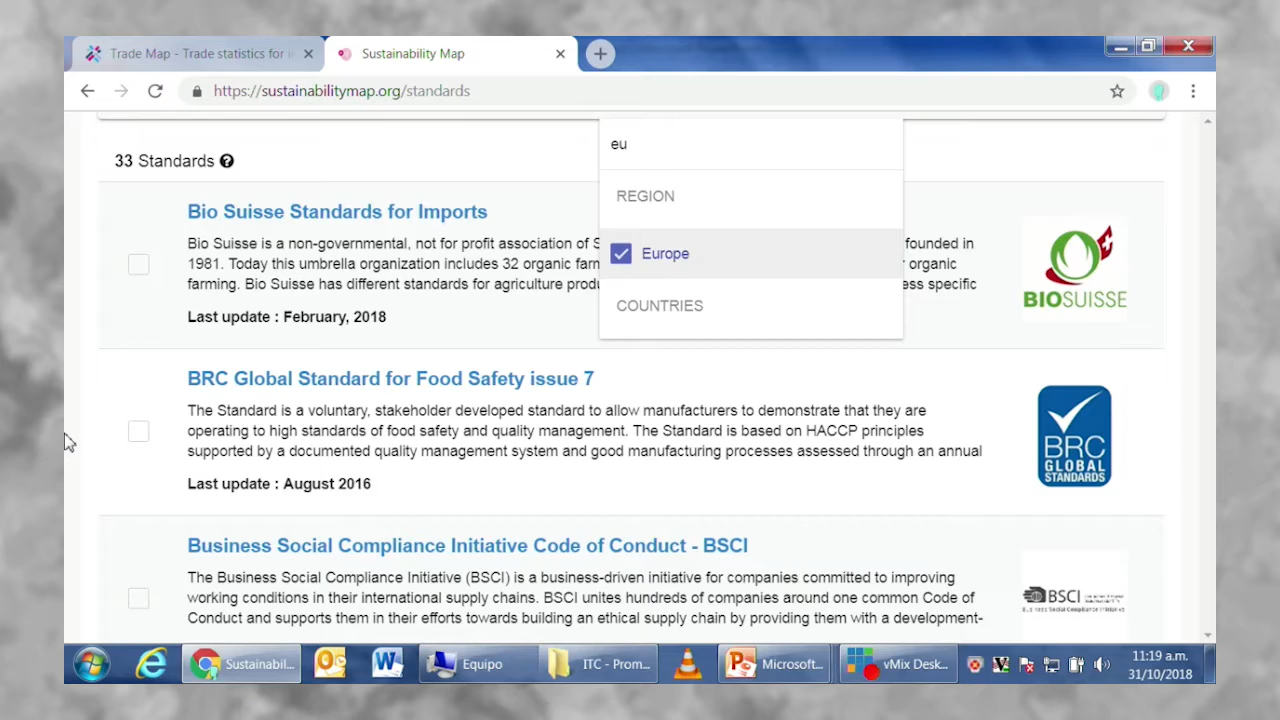 Trade Map - Trade statistics for i
Sustainability Map
https://sustainabilitymap.org/standards
eu
REGION
Europe
COUNTRIES
33 Standards
Bio Suisse Standards for Imports
Bio Suisse is a non-governmental, not for profit association of S
founded in
1981. Today this umbrella organization includes 32 organic farm
organic
farming. Bio Suisse has different standards for agriculture produ
ess specific
Last update : February, 2018
BIOSUISSE
BRC Global Standard for Food Safety issue 7
The Standard is a voluntary, stakeholder developed standard to allow manufacturers to demonstrate that they are
operating to high standards of food safety and quality management. The Standard is based on HACCP principles
supported by a documented quality management system and good manufacturing processes assessed through an annual
Last update : August 2016
BRC
GLOBAL
STANDARDS
Business Social Compliance Initiative Code of Conduct - BSCI
The Business Social Compliance Initiative (BSCI) is a business-driven initiative for companies committed to improving
working conditions in their international supply chains. BSCI unites hundreds of companies around one common Code of
Conduct and supports them in their efforts towards building an ethical supply chain by providing them with a development-
BSCI
Business Social Compliance Initiative
Sustainabil...
Equipo
ITC - Prom...
Microsoft...
vMix Desk...
11:19 a.m.
31/10/2018